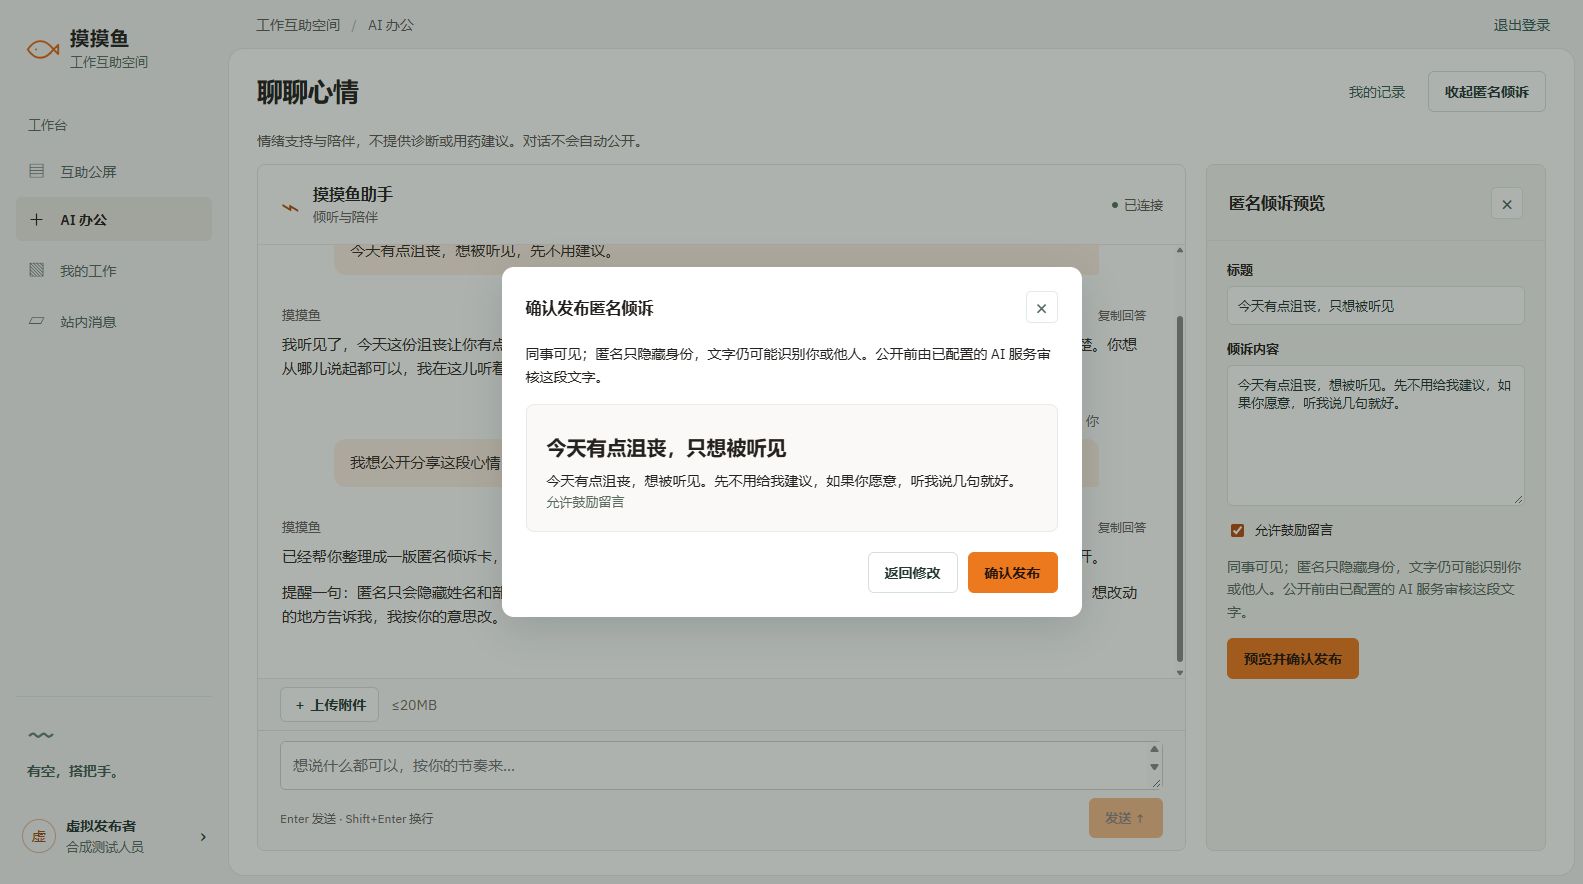 摸摸鱼
工作互助空间
工作台
互助公屏
AI 办公
我的工作
站内消息
有空，搭把手。
虚
虚拟发布者
合成测试人员
工作互助空间 / AI 办公
退出登录
聊聊心情
我的记录
收起匿名倾诉
情绪支持与陪伴，不提供诊断或用药建议。对话不会自动公开。
摸摸鱼助手
倾听与陪伴
已连接
今天有点沮丧，想被听见，先不用建议。
摸摸鱼
复制回答
我听见了，今天这份沮丧让你有点
楚。你想
从哪儿说起都可以，我在这儿听着
你
我想公开分享这段心情
摸摸鱼
复制回答
已经帮你整理成一版匿名倾诉卡，
开。
提醒一句：匿名只会隐藏姓名和部
想改动
的地方告诉我，我按你的意思改。
+ 上传附件
≤20MB
想说什么都可以，按你的节奏来...
Enter 发送 · Shift+Enter 换行
发送 ↑
确认发布匿名倾诉
×
同事可见；匿名只隐藏身份，文字仍可能识别你或他人。公开前由已配置的 AI 服务审
核这段文字。
今天有点沮丧，只想被听见
今天有点沮丧，想被听见。先不用给我建议，如果你愿意，听我说几句就好。
允许鼓励留言
返回修改
确认发布
匿名倾诉预览
×
标题
今天有点沮丧，只想被听见
倾诉内容
今天有点沮丧，想被听见。先不用给我建议，如
果你愿意，听我说几句就好。
允许鼓励留言
同事可见；匿名只隐藏身份，文字仍可能识别你
或他人。公开前由已配置的 AI 服务审核这段文
字。
预览并确认发布